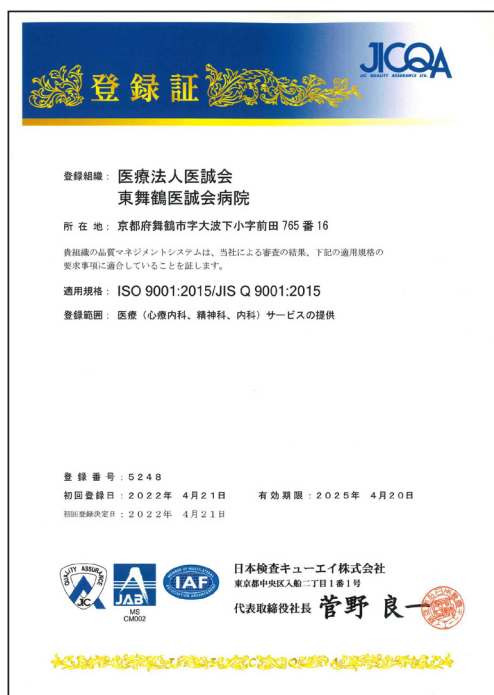 JICQA
JIC QUALITY ASSURANCE LTD.
登録証
登録組織： 医療法人医誠会
東舞鶴医誠会病院
所在地： 京都府舞鶴市字大波下小字前田 765 番 16
貴組織の品質マネジメントシステムは、当社による審査の結果、下記の適用規格の
要求事項に適合していることを証します。
適用規格： ISO 9001:2015/JIS Q 9001:2015
登録範囲： 医療（心療内科、精神科、内科）サービスの提供
登録番号：5248
初回登録日：2022年 4月21日 有効期限：2025年 4月20日
初回登録決定日：2022年 4月21日
QUALITY ASSURANCE
JIC
JAB
MS
CM002
IAF
日本検査キューエイ株式会社
東京都中央区入船二丁目1番1号
代表取締役社長 菅野 良一